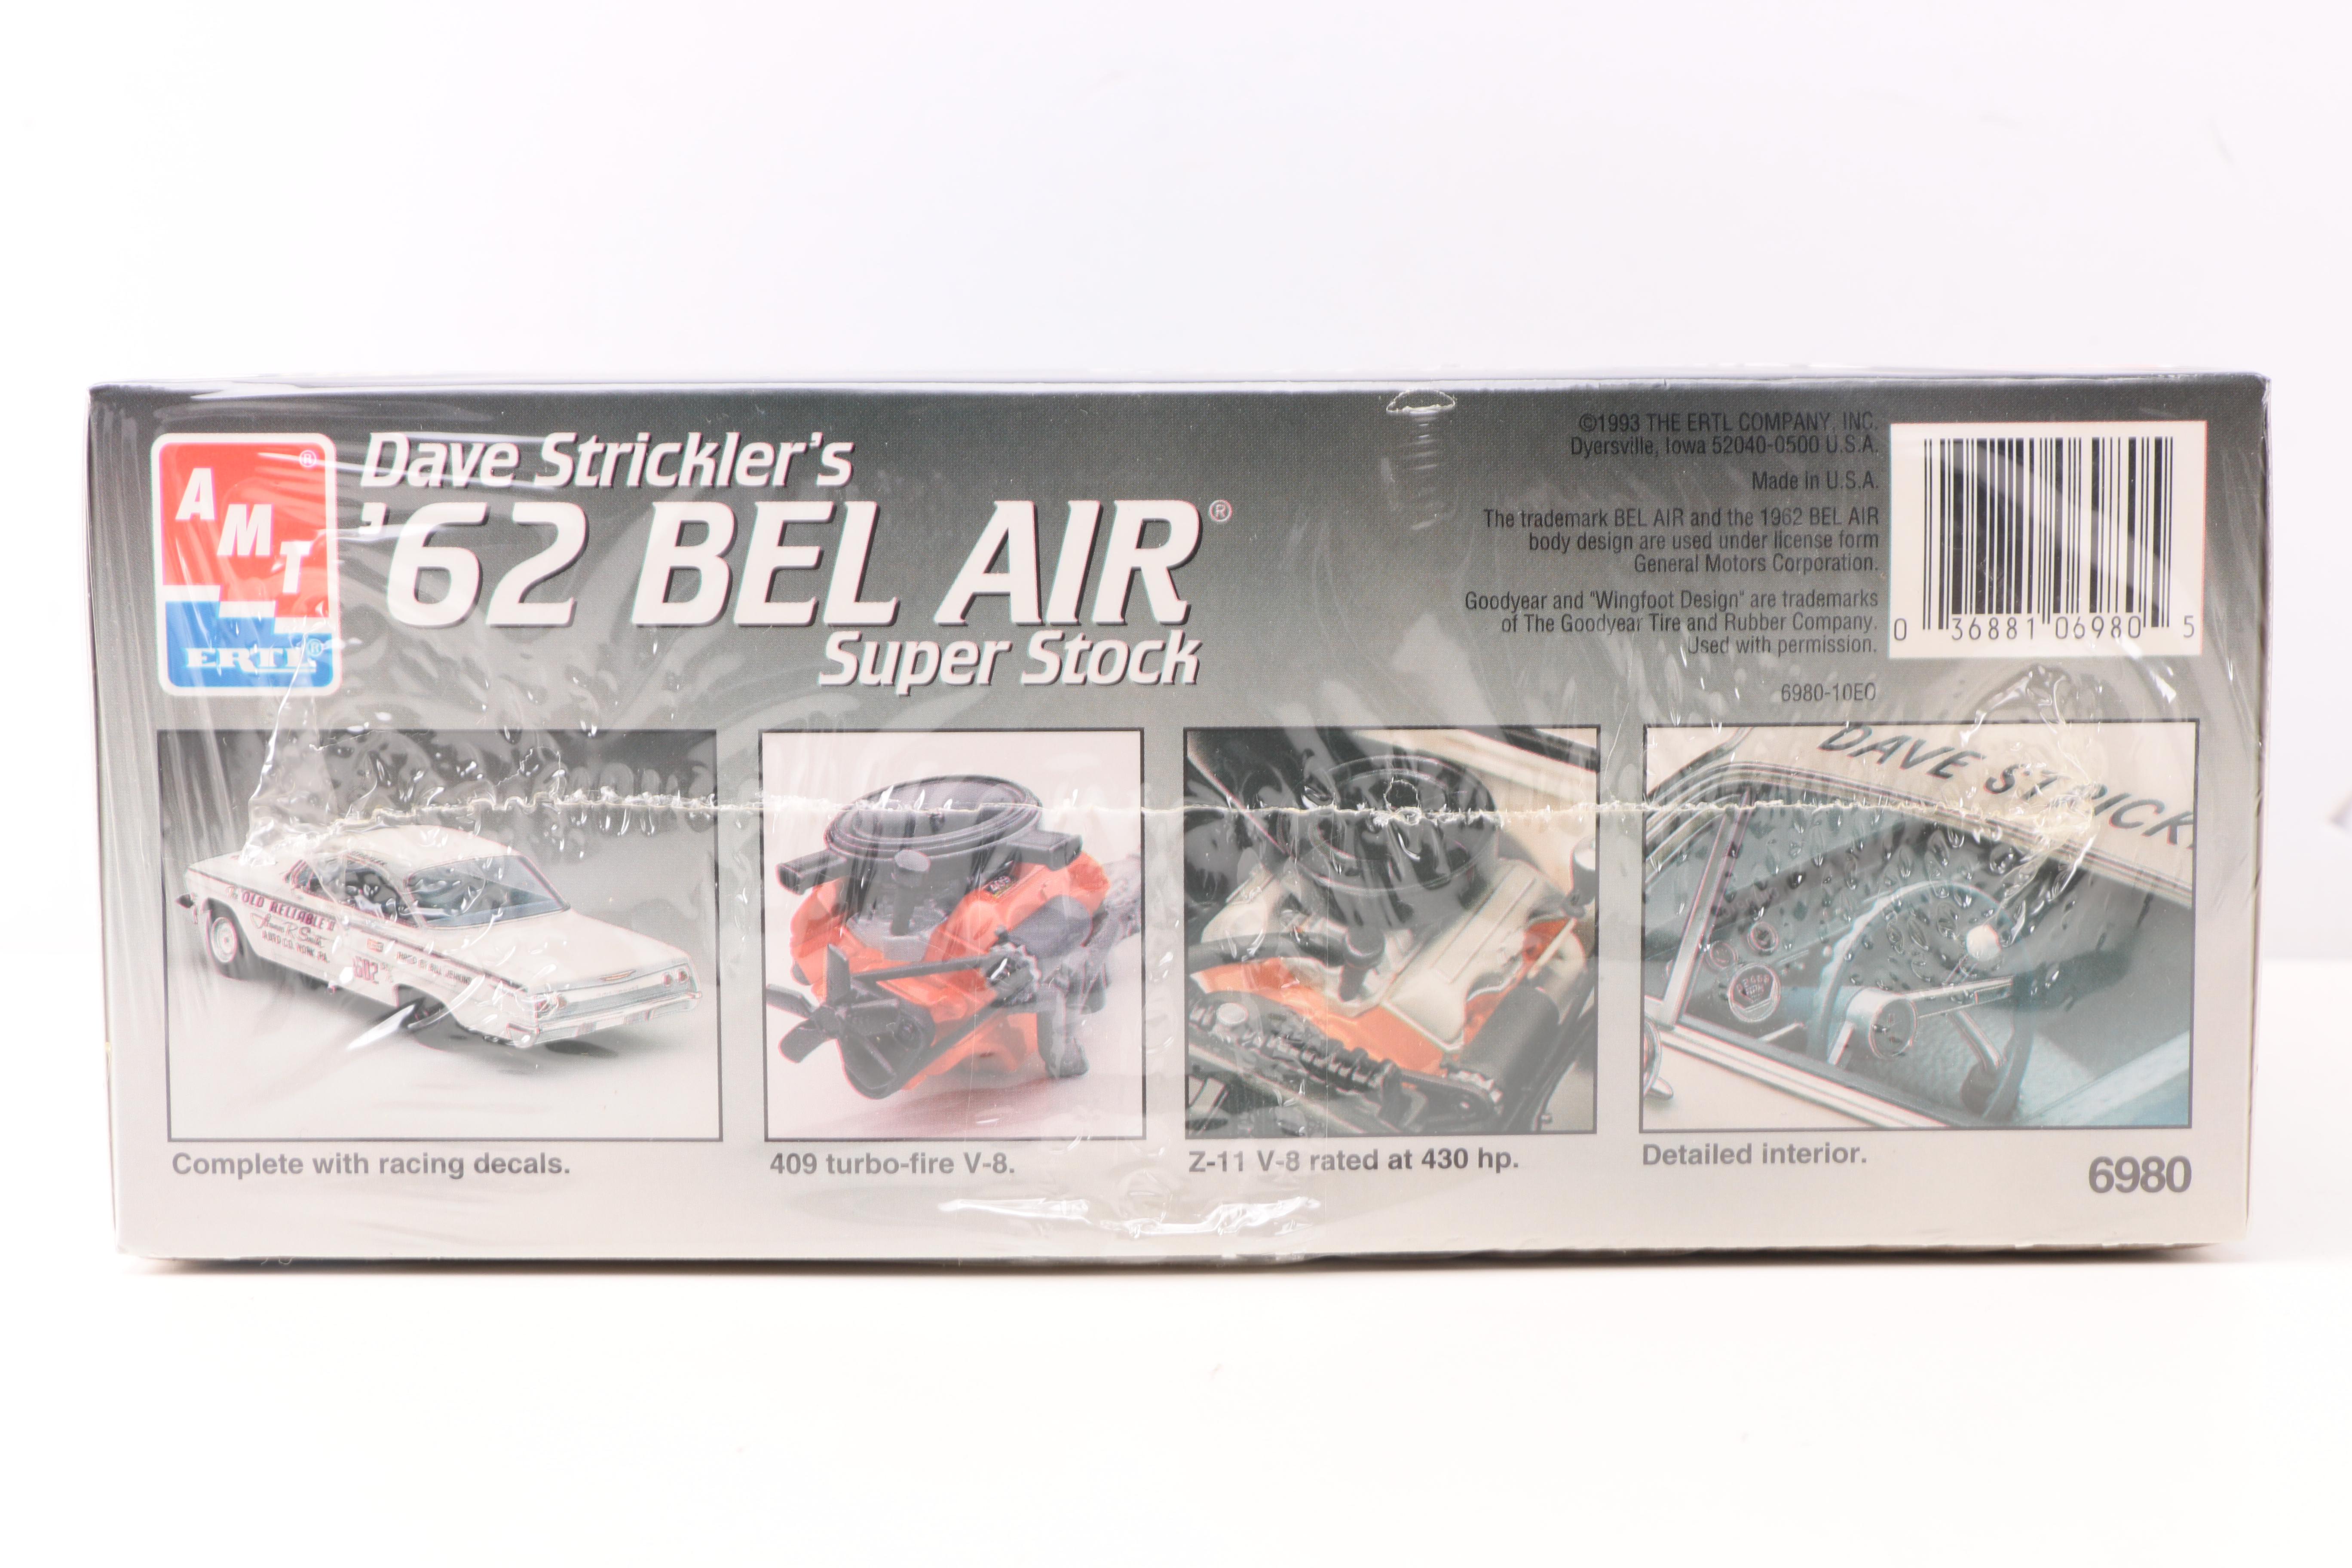 AMT®
ERTL®
Dave Strickler's
'62 BEL AIR®
Super Stock
©1993 THE ERTL COMPANY, INC.
Dyersville, Iowa 52040-0500 U.S.A.
Made in U.S.A.
The trademark BEL AIR and the 1962 BEL AIR
body design are used under license form
General Motors Corporation.
Goodyear and "Wingfoot Design" are trademarks
of The Goodyear Tire and Rubber Company.
Used with permission.
6980-10EO
0 36881 06980 5
OLD RELIABLE II
602
409
DAVE STRICK
Complete with racing decals.
409 turbo-fire V-8.
Z-11 V-8 rated at 430 hp.
Detailed interior.
6980